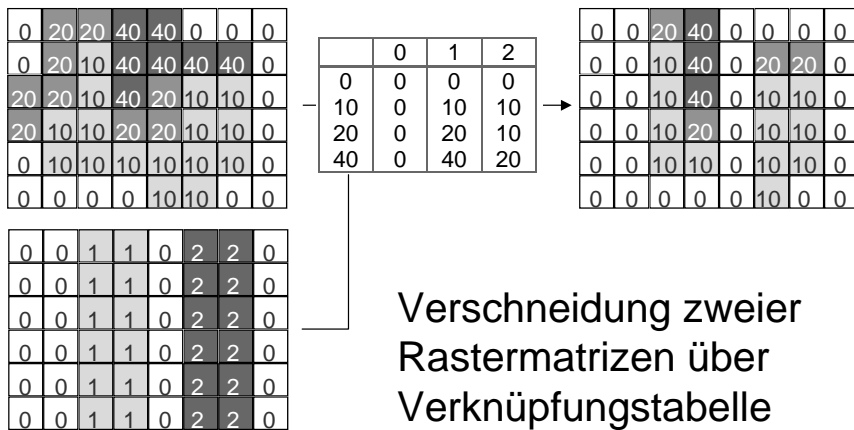 0 20 20 40 40 0 0 0
0 20 10 40 40 40 40 0
20 20 10 40 20 10 10 0
20 10 10 20 20 10 10 0
0 10 10 10 10 10 10 0
0 0 0 0 10 10 0 0
0 1 2
0 0 0 0
10 0 10 10
20 0 20 10
40 0 40 20
0 0 20 40 0 0 0 0
0 0 10 40 0 20 20 0
0 0 10 40 0 10 10 0
0 0 10 20 0 10 10 0
0 0 10 10 0 10 10 0
0 0 0 0 0 10 0 0
0 0 1 1 0 2 2 0
0 0 1 1 0 2 2 0
0 0 1 1 0 2 2 0
0 0 1 1 0 2 2 0
0 0 1 1 0 2 2 0
0 0 1 1 0 2 2 0
Verschneidung zweier
Rastermatrizen über
Verknüpfungstabelle